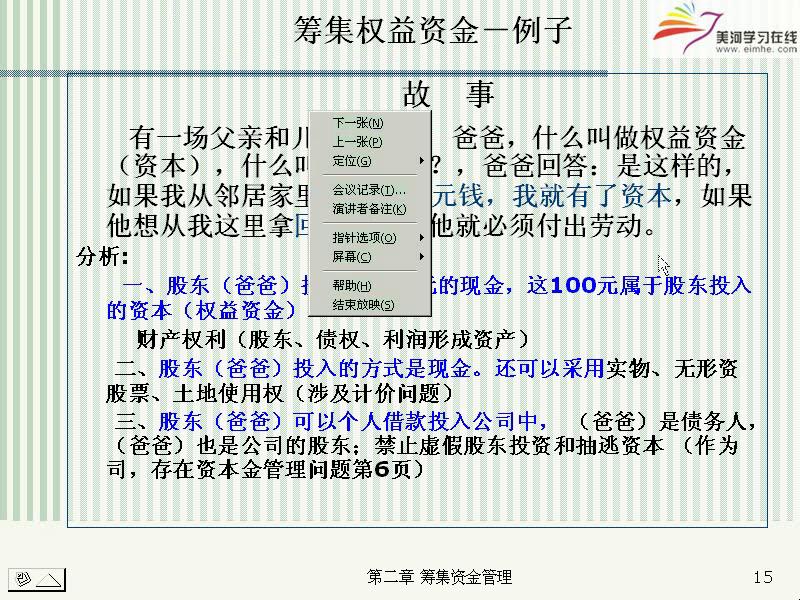 筹集权益资金－例子
美河学习在线
www.eimhe.com
故 事
有一场父亲和 爸爸，什么叫做权益资金
（资本），什么 ？，爸爸回答：是这样的，
如果我从邻居家 元钱，我就有了资本，如果
他想从我这里拿 他就必须付出劳动。
分析:
一、股东（爸爸） 的现金，这100元属于股东投入
的资本（权益资金）
财产权利（股东、债权、利润形成资产）
二、股东（爸爸）投入的方式是现金。还可以采用实物、无形资
股票、土地使用权（涉及计价问题）
三、股东（爸爸）可以个人借款投入公司中， （爸爸）是债务人，
（爸爸）也是公司的股东；禁止虚假股东投资和抽逃资本 （作为
司，存在资本金管理问题第6页）
下一张(N)
上一张(P)
定位(G)
会议记录(T)...
演讲者备注(K)
指针选项(O)
屏幕(C)
帮助(H)
结束放映(S)
第二章 筹集资金管理
15